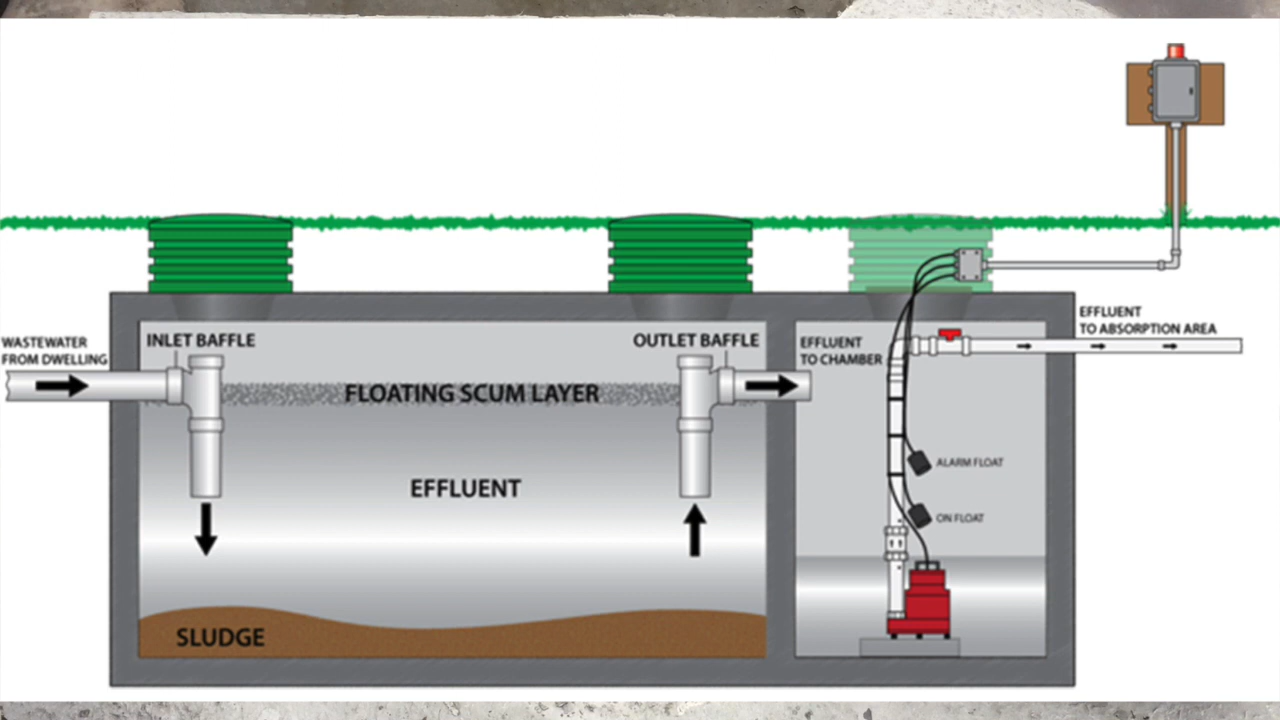 WASTEWATER
FROM DWELLING
INLET BAFFLE
FLOATING SCUM LAYER
EFFLUENT
SLUDGE
OUTLET BAFFLE
EFFLUENT
TO CHAMBER
ALARM FLOAT
ON FLOAT
EFFLUENT
TO ABSORPTION AREA